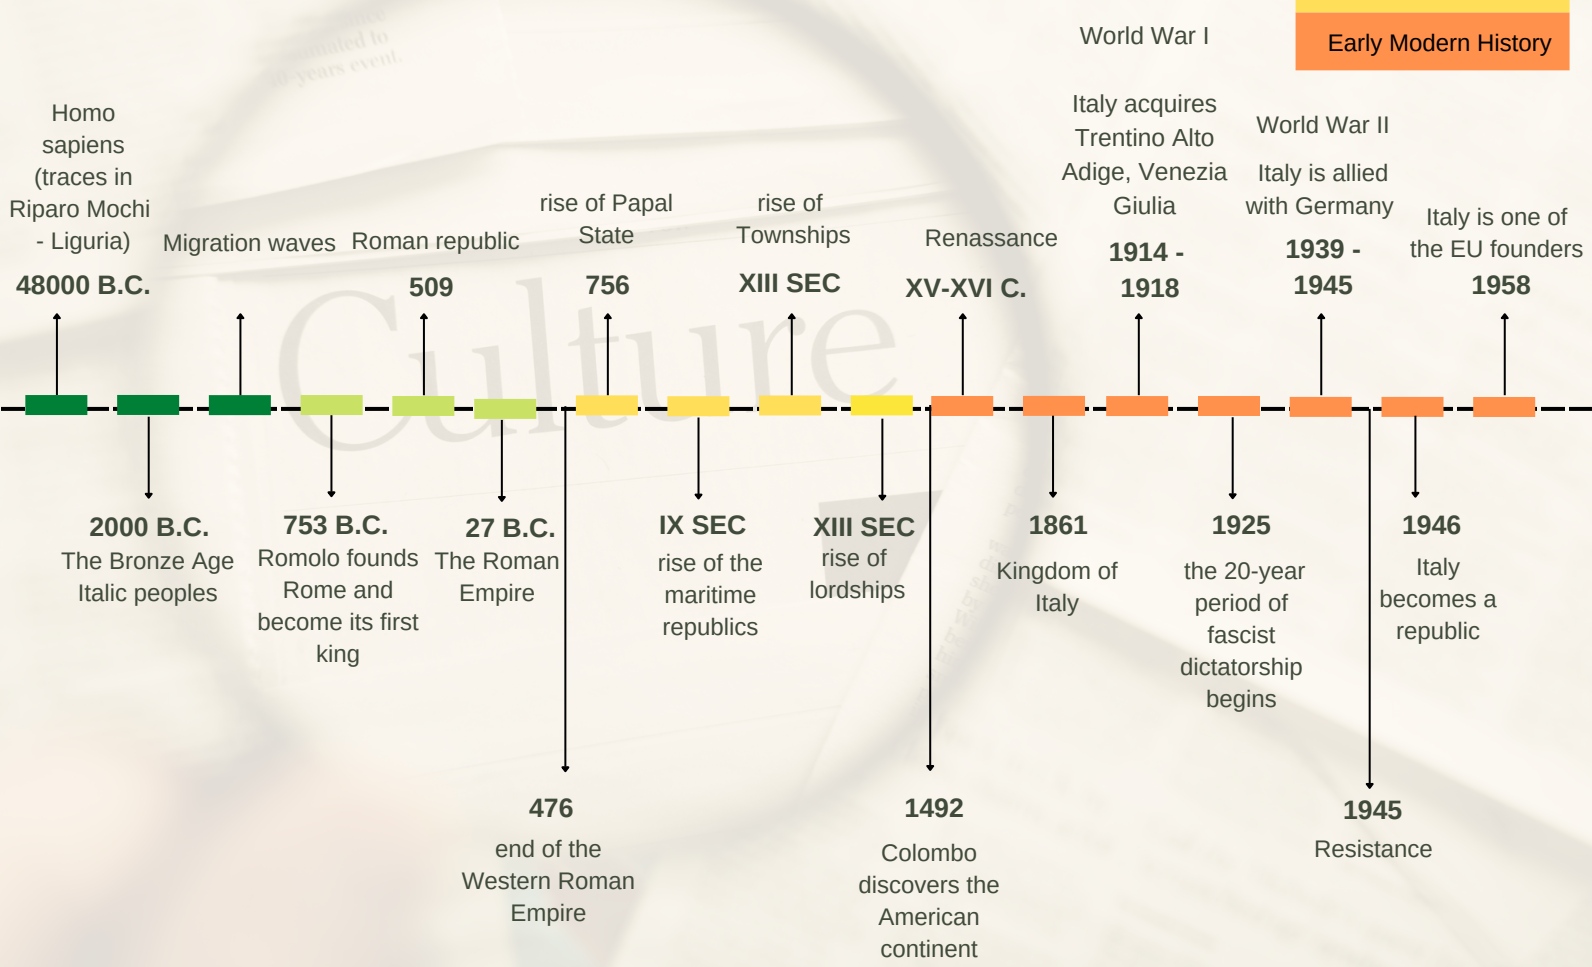 World War I
Early Modern History
Homo
sapiens
(traces in
Riparo Mochi
- Liguria)
48000 B.C.
Migration waves
Roman republic
509
rise of Papal
State
756
rise of
Townships
XIII SEC
Renassance
XV-XVI C.
Italy acquires
Trentino Alto
Adige, Venezia
Giulia
1914 -
1918
World War II
Italy is allied
with Germany
1939 -
1945
Italy is one of
the EU founders
1958
Culture
2000 B.C.
The Bronze Age
Italic peoples
753 B.C.
Romolo founds
Rome and
become its first
king
27 B.C.
The Roman
Empire
IX SEC
rise of the
maritime
republics
XIII SEC
rise of
lordships
1861
Kingdom of
Italy
1925
the 20-year
period of
fascist
dictatorship
begins
1946
Italy
becomes a
republic
476
end of the
Western Roman
Empire
1492
Colombo
discovers the
American
continent
1945
Resistance